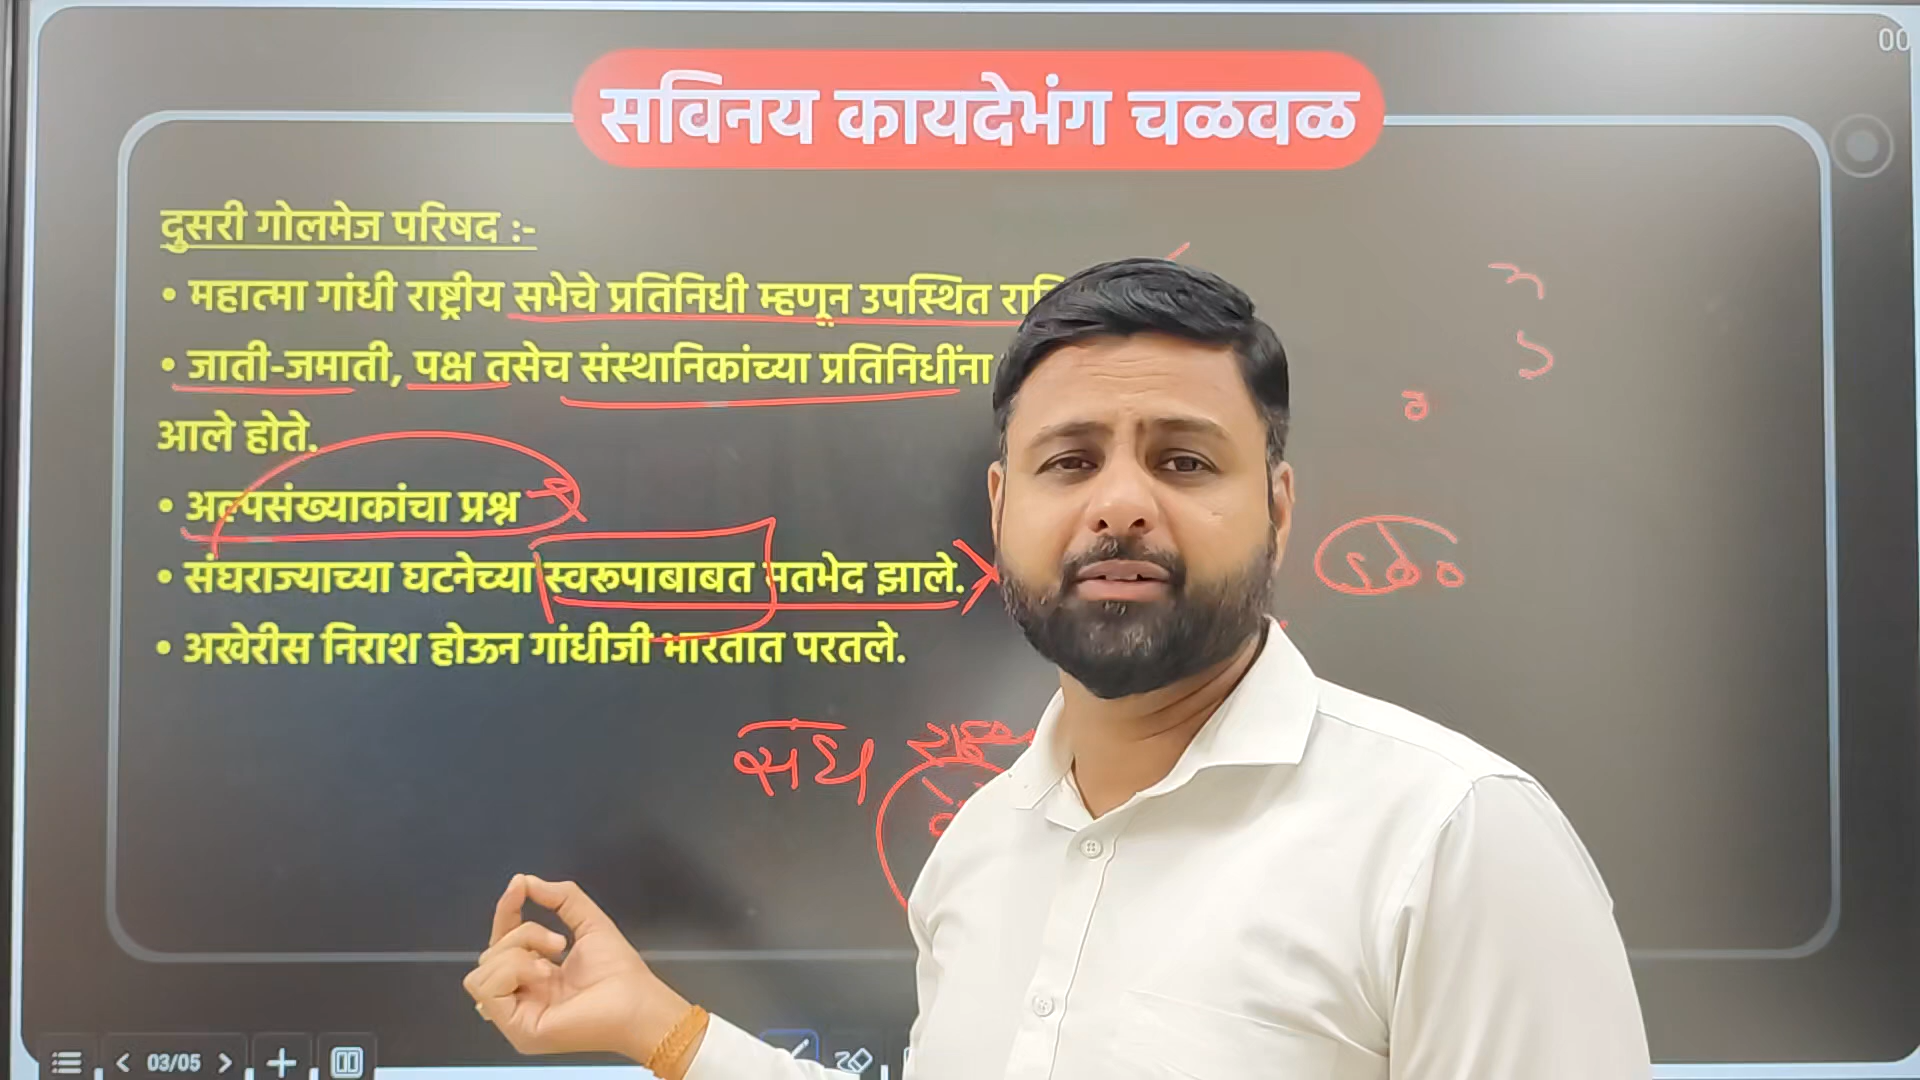 00
सविनय कायदेभंग चळवळ
दुसरी गोलमेज परिषद :-
• महात्मा गांधी राष्ट्रीय सभेचे प्रतिनिधी म्हणून उपस्थित
• जाती-जमाती, पक्ष तसेच संस्थानिकांच्या प्रतिनिधींना
आले होते.
• अल्पसंख्याकांचा प्रश्न
• संघराज्याच्या घटनेच्या स्वरूपाबाबत मतभेद झाले.
• अखेरीस निराश होऊन गांधीजी भारतात परतले.
संघ
03/05